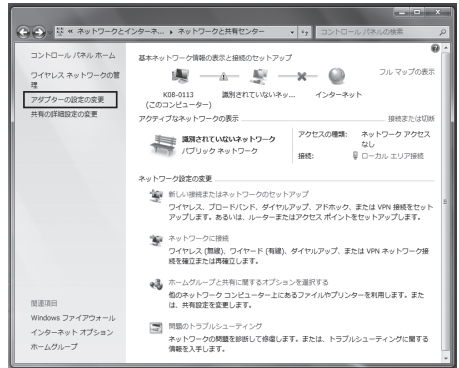 « ネットワークとインターネ... ▸ ネットワークと共有センター
コントロール パネルの検索
コントロール パネル ホーム
ワイヤレス ネットワークの管
理
アダプターの設定の変更
共有の詳細設定の変更
基本ネットワーク情報の表示と接続のセットアップ
フル マップの表示
K08-0113
(このコンピューター)
識別されていないネッ...
インターネット
アクティブなネットワークの表示
接続または切断
識別されていないネットワーク
パブリック ネットワーク
アクセスの種類: ネットワーク アクセス
なし
接続: ローカル エリア接続
ネットワーク設定の変更
新しい接続またはネットワークのセットアップ
ワイヤレス、ブロードバンド、ダイヤルアップ、アドホック、または VPN 接続をセット
アップします。あるいは、ルーターまたはアクセス ポイントをセットアップします。
ネットワークに接続
ワイヤレス (無線)、ワイヤード (有線)、ダイヤルアップ、または VPN ネットワーク接
続を確立または再確立します。
ホームグループと共有に関するオプションを選択する
他のネットワーク コンピューター上にあるファイルやプリンターを利用します。また
は、共有設定を変更します。
問題のトラブルシューティング
ネットワークの問題を診断して修復します。または、トラブルシューティングに関する
情報を入手します。
関連項目
Windows ファイアウォール
インターネット オプション
ホームグループ